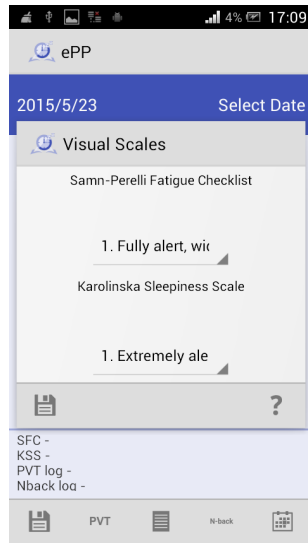 4% 17:09
ePP
2015/5/23 Select Date
Visual Scales
Samn-Perelli Fatigue Checklist
1. Fully alert, wi
Karolinska Sleepiness Scale
1. Extremely ale
?
SFC -
KSS -
PVT log -
Nback log -
PVT N-back